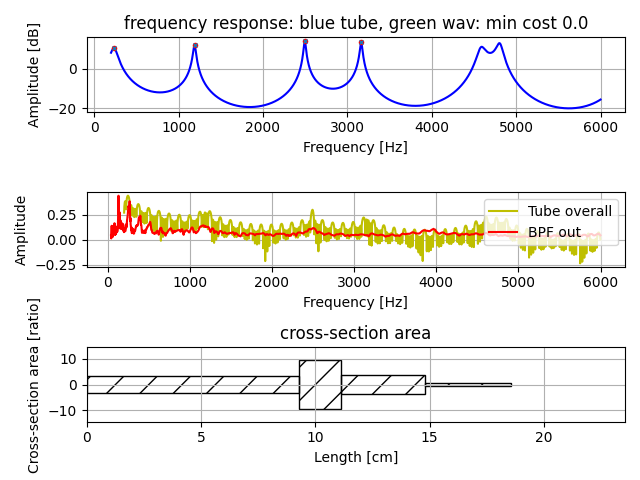 frequency response: blue tube, green wav: min cost 0.0
Amplitude [dB]
0
−20
0 1000 2000 3000 4000 5000 6000
Frequency [Hz]
Amplitude
0.25
0.00
−0.25
Tube overall
BPF out
0 1000 2000 3000 4000 5000 6000
Frequency [Hz]
cross-section area
Cross-section area [ratio]
10
0
−10
0 5 10 15 20
Length [cm]